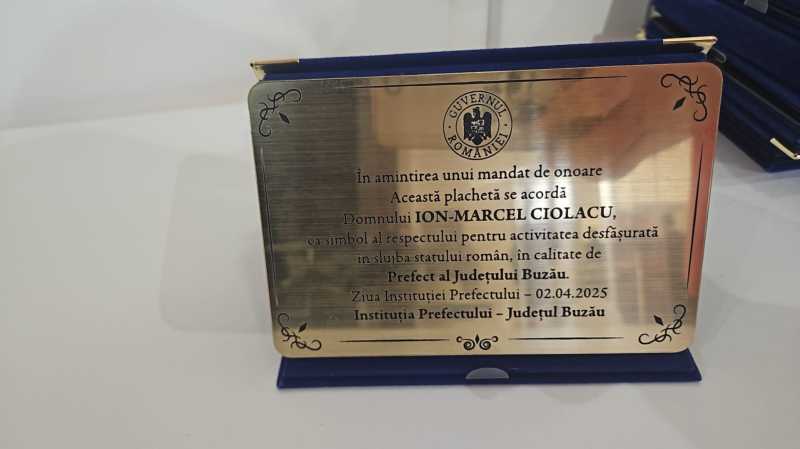 GUVERNUL
ROMÂNIEI
În amintirea unui mandat de onoare
Această plachetă se acordă
Domnului ION-MARCEL CIOLACU,
ca simbol al respectului pentru activitatea desfășurată
în slujba statului român, în calitate de
Prefect al Județului Buzău.
Ziua Instituției Prefectului – 02.04.2025
Instituția Prefectului – Județul Buzău